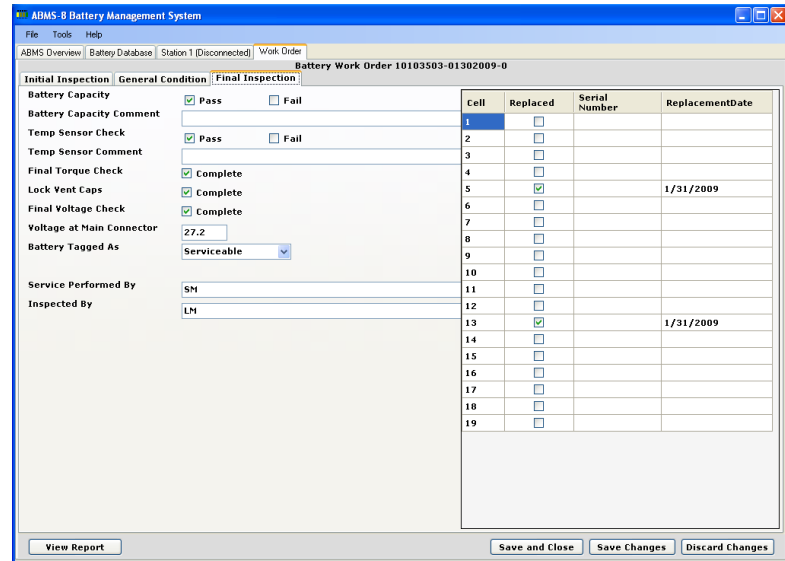 ABMS-8 Battery Management System
File Tools Help
ABMS Overview Battery Database Station 1 (Disconnected) Work Order
Battery Work Order 10103503-01302009-0
Initial Inspection General Condition Final Inspection
Battery Capacity Pass Fail
Battery Capacity Comment
Temp Sensor Check Pass Fail
Temp Sensor Comment
Final Torque Check Complete
Lock Vent Caps Complete
Final Voltage Check Complete
Voltage at Main Connector 27.2
Battery Tagged As Serviceable
Service Performed By SM
Inspected By LM
Cell Replaced Serial Number ReplacementDate
1
2
3
4
5 1/31/2009
6
7
8
9
10
11
12
13 1/31/2009
14
15
16
17
18
19
View Report Save and Close Save Changes Discard Changes